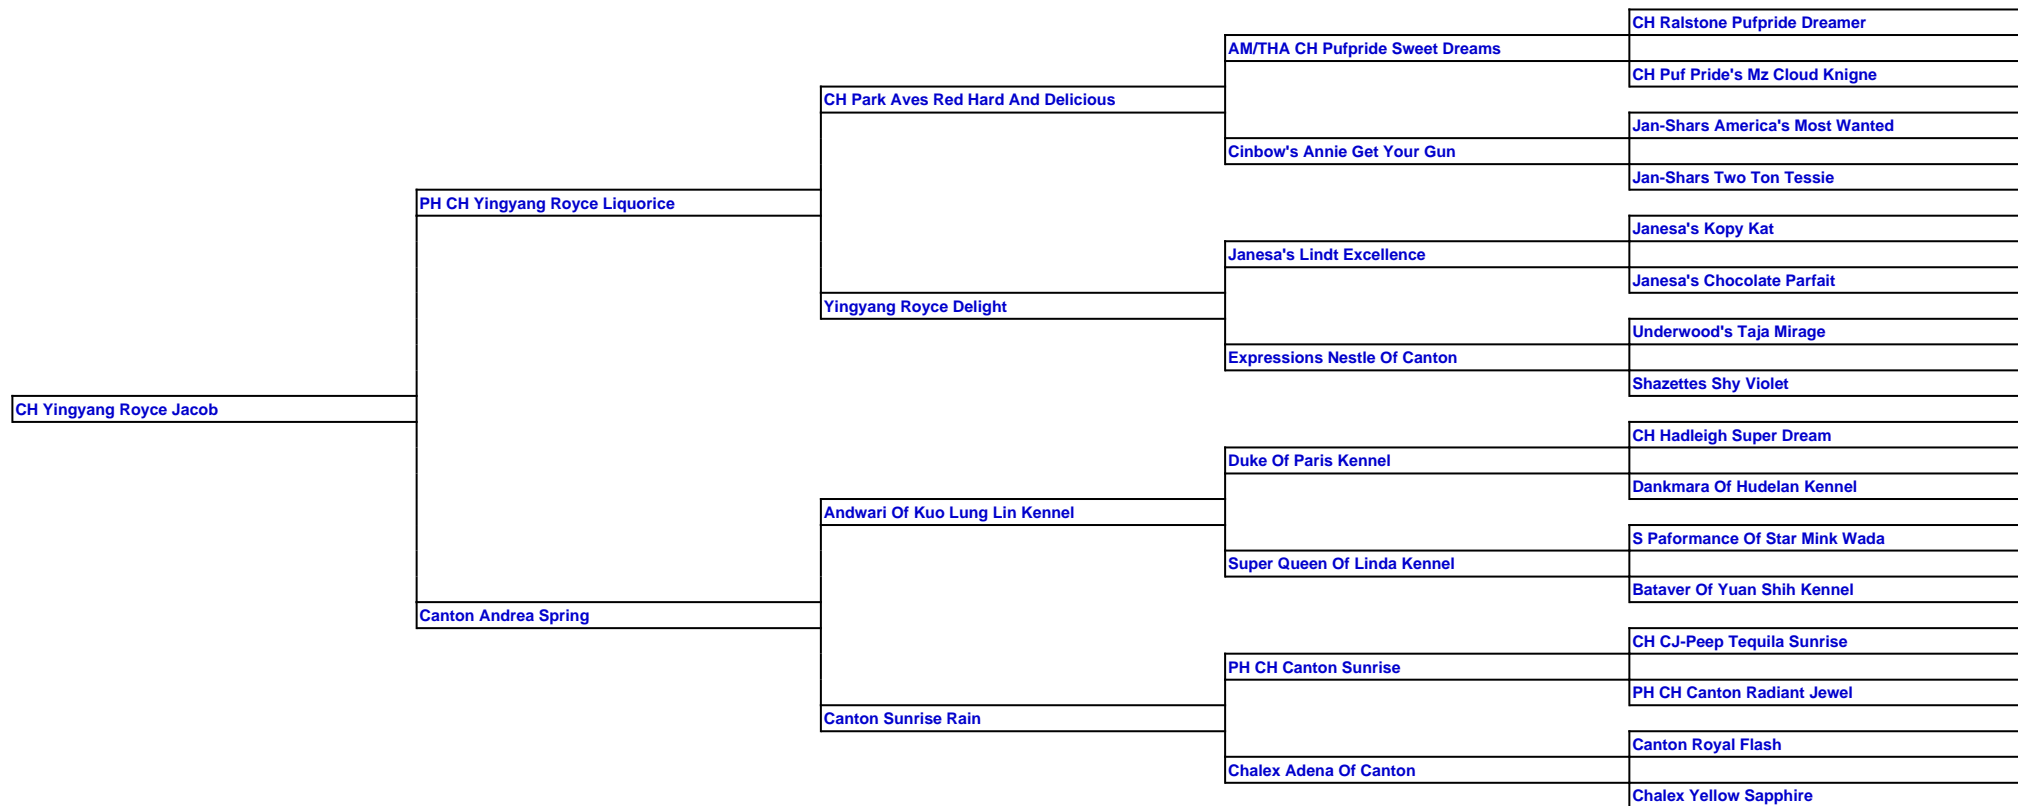 CH Ralstone Pufpride Dreamer
AM/THA CH Pufpride Sweet Dreams
CH Puf Pride's Mz Cloud Knigne
CH Park Aves Red Hard And Delicious
Jan-Shars America's Most Wanted
Cinbow's Annie Get Your Gun
Jan-Shars Two Ton Tessie
PH CH Yingyang Royce Liquorice
Janesa's Kopy Kat
Janesa's Lindt Excellence
Janesa's Chocolate Parfait
Yingyang Royce Delight
Underwood's Taja Mirage
Expressions Nestle Of Canton
Shazettes Shy Violet
CH Yingyang Royce Jacob
CH Hadleigh Super Dream
Duke Of Paris Kennel
Dankmara Of Hudelan Kennel
Andwari Of Kuo Lung Lin Kennel
S Paformance Of Star Mink Wada
Super Queen Of Linda Kennel
Bataver Of Yuan Shih Kennel
Canton Andrea Spring
CH CJ-Peep Tequila Sunrise
PH CH Canton Sunrise
PH CH Canton Radiant Jewel
Canton Sunrise Rain
Canton Royal Flash
Chalex Adena Of Canton
Chalex Yellow Sapphire